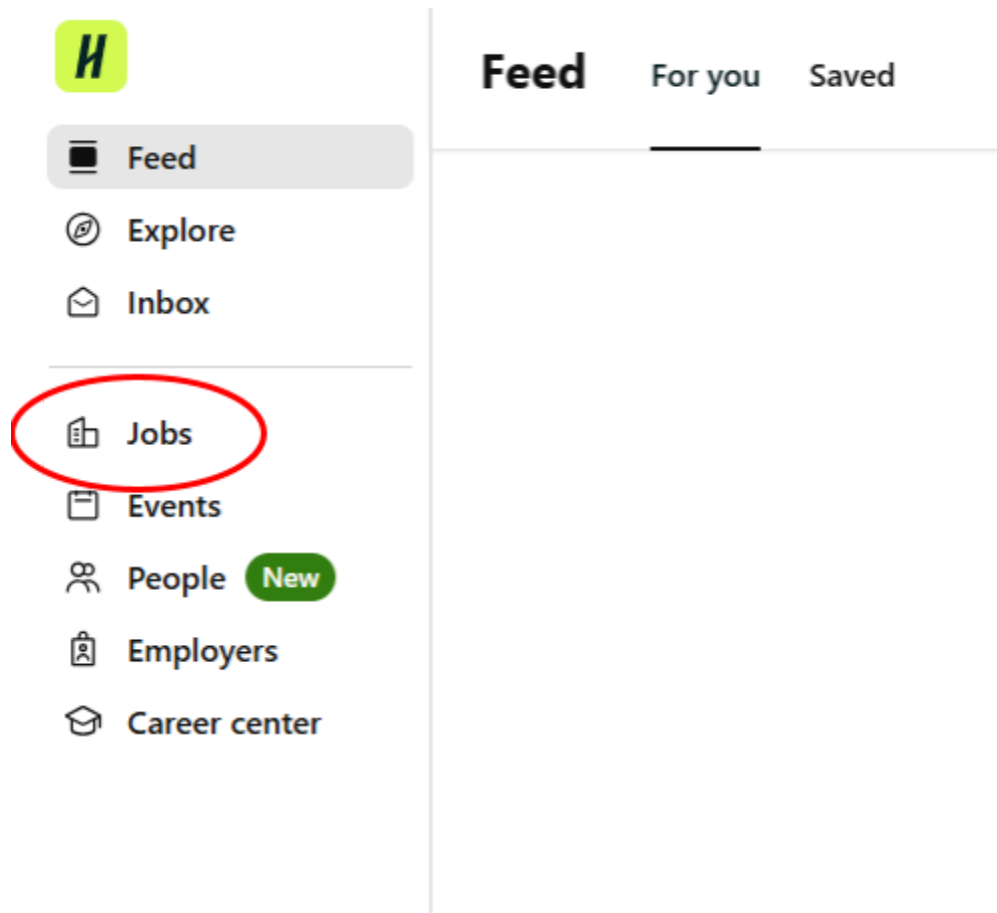 H
Feed For you Saved
Feed
Explore
Inbox
Jobs
Events
People New
Employers
Career center